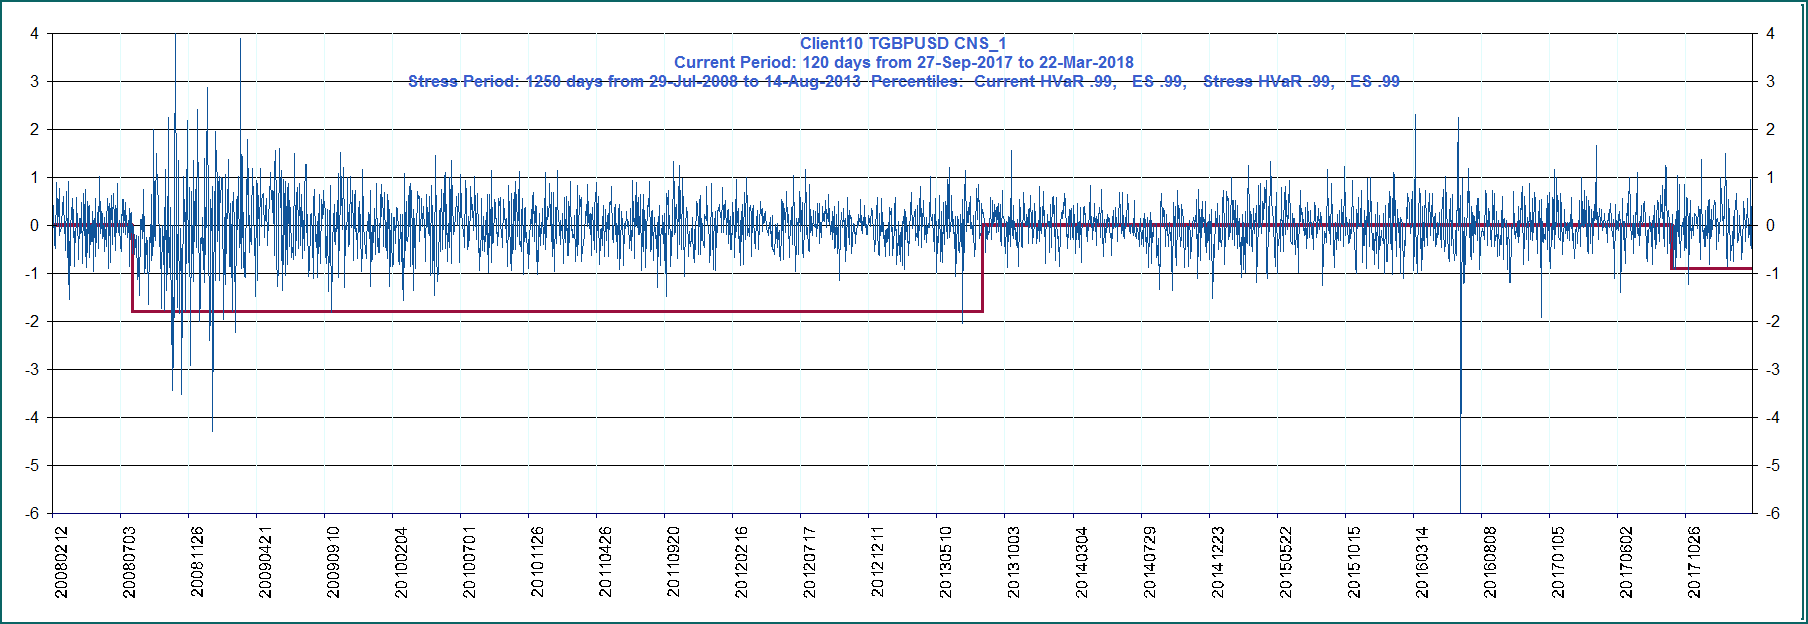 Client10 TGBPUSD CNS_1
Current Period: 120 days from 27-Sep-2017 to 22-Mar-2018
Stress Period: 1250 days from 29-Jul-2008 to 14-Aug-2013 Percentiles: Current HVaR .99, ES .99, Stress HVaR .99, ES .99
4 4
3 3
2 2
1 1
0 0
-1 -1
-2 -2
-3 -3
-4 -4
-5 -5
-6 -6
20080212 20080703 20081126 20090421 20090910 20100204 20100701 20101126 20110426 20110920 20120216 20120717 20121211 20130510 20131003 20140304 20140729 20141223 20150522 20151015 20160314 20160808 20170105 20170602 20171026